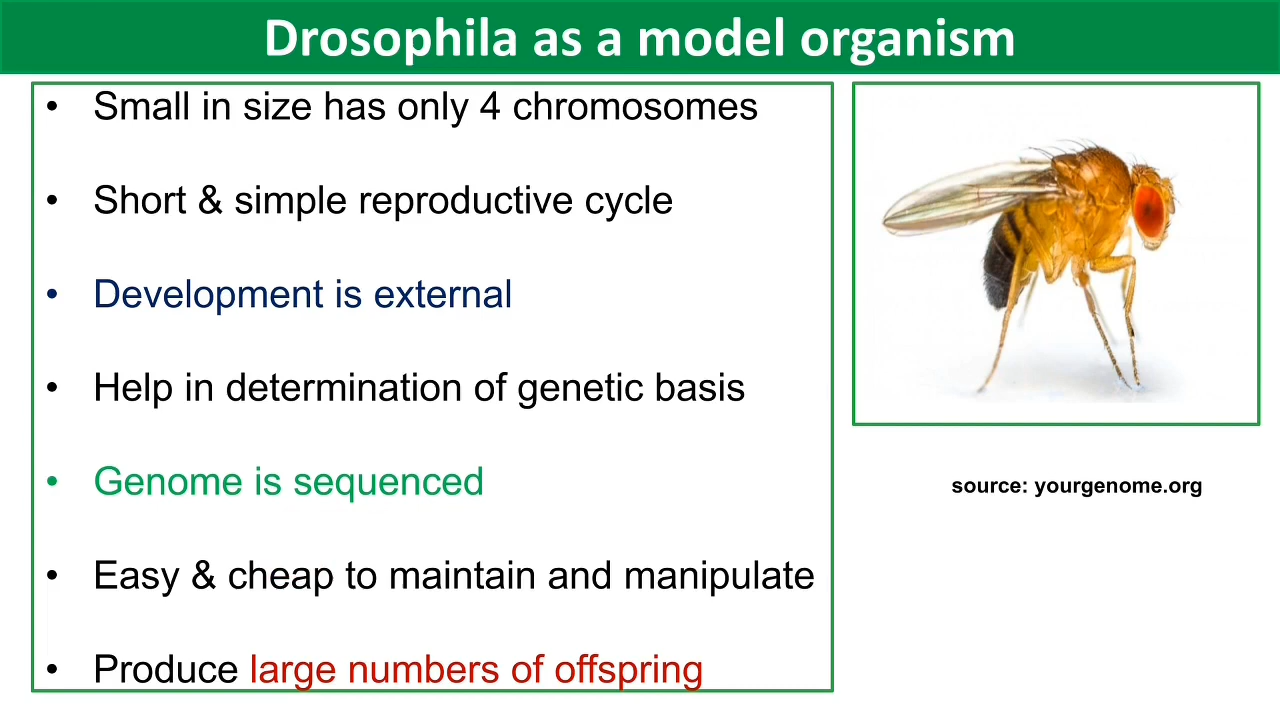 Drosophila as a model organism
• Small in size has only 4 chromosomes
• Short & simple reproductive cycle
• Development is external
• Help in determination of genetic basis
• Genome is sequenced
source: yourgenome.org
• Easy & cheap to maintain and manipulate
• Produce large numbers of offspring